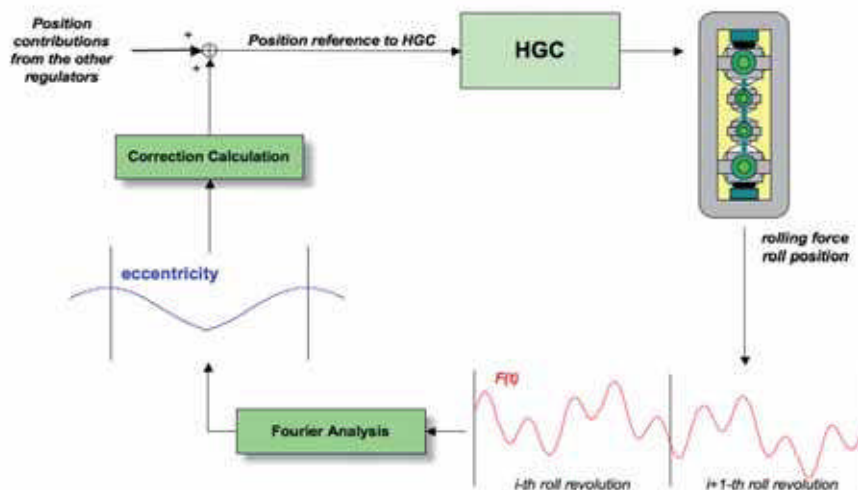 Position
contributions
from the other
regulators
+
+
Position reference to HGC
HGC
Correction Calculation
eccentricity
rolling force
roll position
F(t)
Fourier Analysis
i-th roll revolution
i+1-th roll revolution